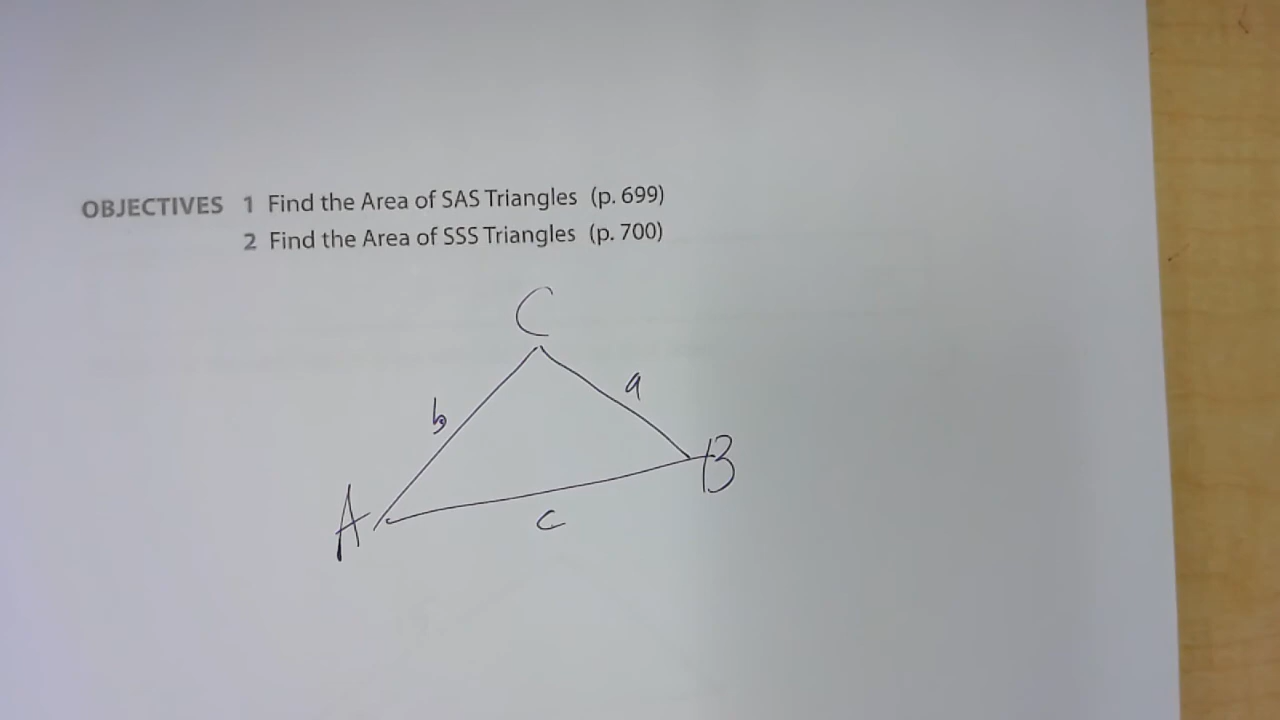 OBJECTIVES 1 Find the Area of SAS Triangles (p. 699)
2 Find the Area of SSS Triangles (p. 700)
C
b a
A B
c